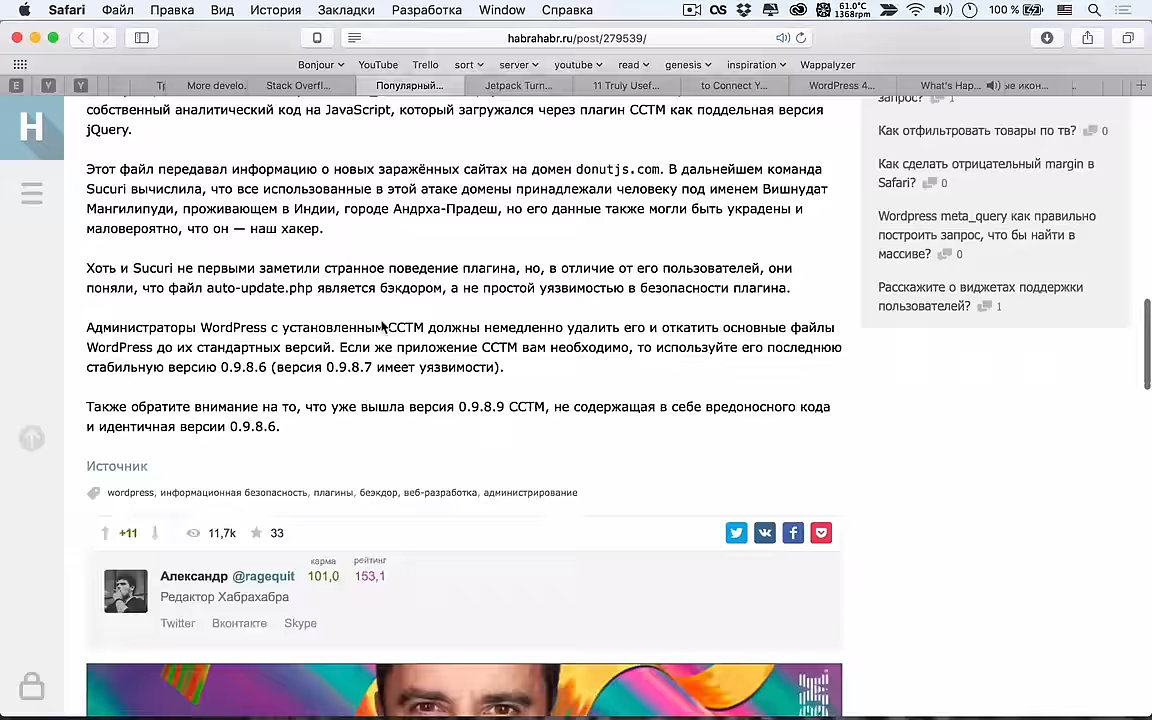 Safari Файл Правка Вид История Закладки Разработка Window Справка
61.0°C
1368rpm
100 %
habrahabr.ru/post/279539/
Bonjour YouTube Trello sort server youtube read genesis inspiration Wappalyzer
More develo. Stack Overfl... Популярный... Jetpack Turn... 11 Truly Usef... to Connect Y... WordPress 4... What's Hap... ые икон...
собственный аналитический код на JavaScript, который загружался через плагин CCTM как поддельная версия
jQuery.
Этот файл передавал информацию о новых заражённых сайтах на домен donutjs.com. В дальнейшем команда
Sucuri вычислила, что все использованные в этой атаке домены принадлежали человеку под именем Вишнудат
Мангилипуди, проживающем в Индии, городе Андрха-Прадеш, но его данные также могли быть украдены и
маловероятно, что он — наш хакер.
Хоть и Sucuri не первыми заметили странное поведение плагина, но, в отличие от его пользователей, они
поняли, что файл auto-update.php является бэкдором, а не простой уязвимостью в безопасности плагина.
Администраторы WordPress с установленным CCTM должны немедленно удалить его и откатить основные файлы
WordPress до их стандартных версий. Если же приложение CCTM вам необходимо, то используйте его последнюю
стабильную версию 0.9.8.6 (версия 0.9.8.7 имеет уязвимости).
Также обратите внимание на то, что уже вышла версия 0.9.8.9 CCTM, не содержащая в себе вредоносного кода
и идентичная версии 0.9.8.6.
Источник
wordpress, информационная безопасность, плагины, беэкдор, веб-разработка, администрирование
+11 11,7k 33
карма рейтинг
Александр @ragequit 101,0 153,1
Редактор Хабрахабра
Twitter Вконтакте Skype
запрос? 1
Как отфильтровать товары по тв? 0
Как сделать отрицательный margin в
Safari? 0
Wordpress meta_query как правильно
построить запрос, что бы найти в
массиве? 0
Расскажите о виджетах поддержки
пользователей? 1
H